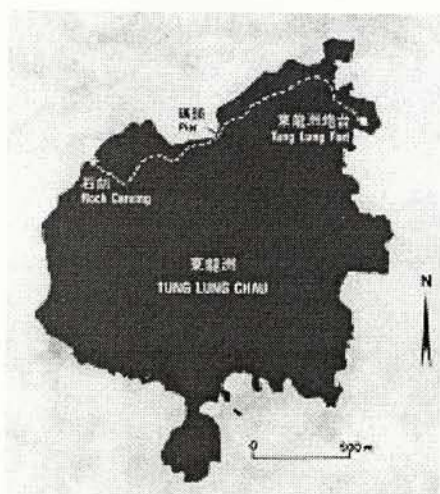 碼頭
Pier
東龍洲炮台
Tung Lung Fort
石刻
Rock Carving
東龍洲
TUNG LUNG CHAU
N
0 500 m